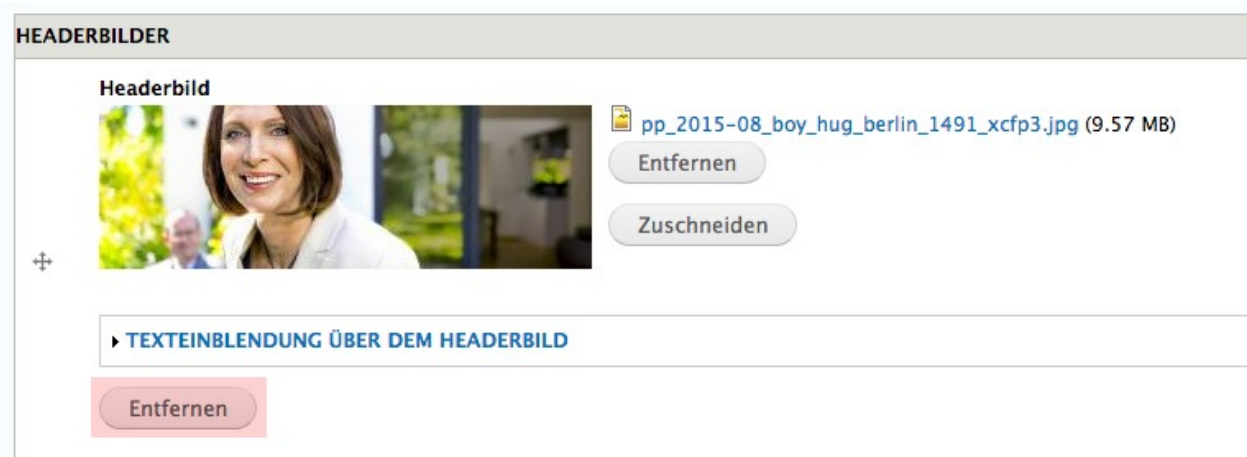 HEADERBILDER
Headerbild
pp_2015-08_boy_hug_berlin_1491_xcfp3.jpg (9.57 MB)
Entfernen
Zuschneiden
TEXTEINBLENDUNG ÜBER DEM HEADERBILD
Entfernen